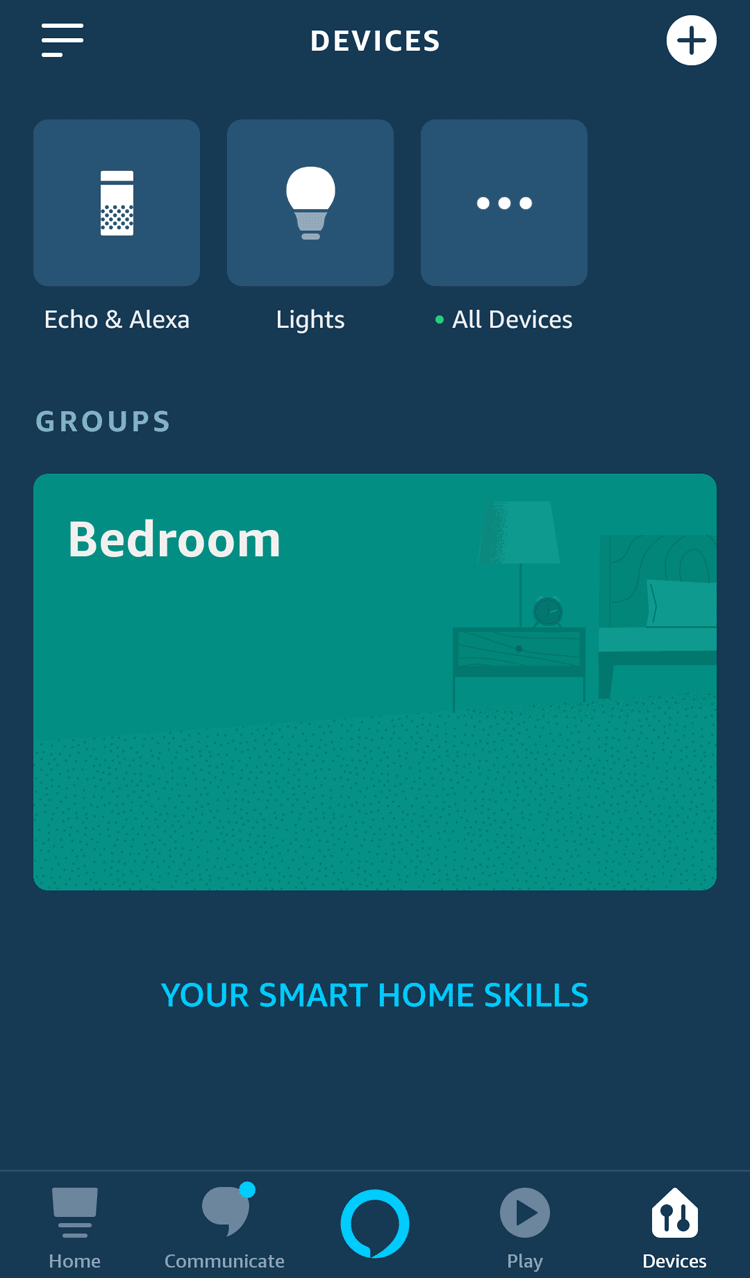 DEVICES
Echo & Alexa
Lights
All Devices
GROUPS
Bedroom
YOUR SMART HOME SKILLS
Home
Communicate
Play
Devices